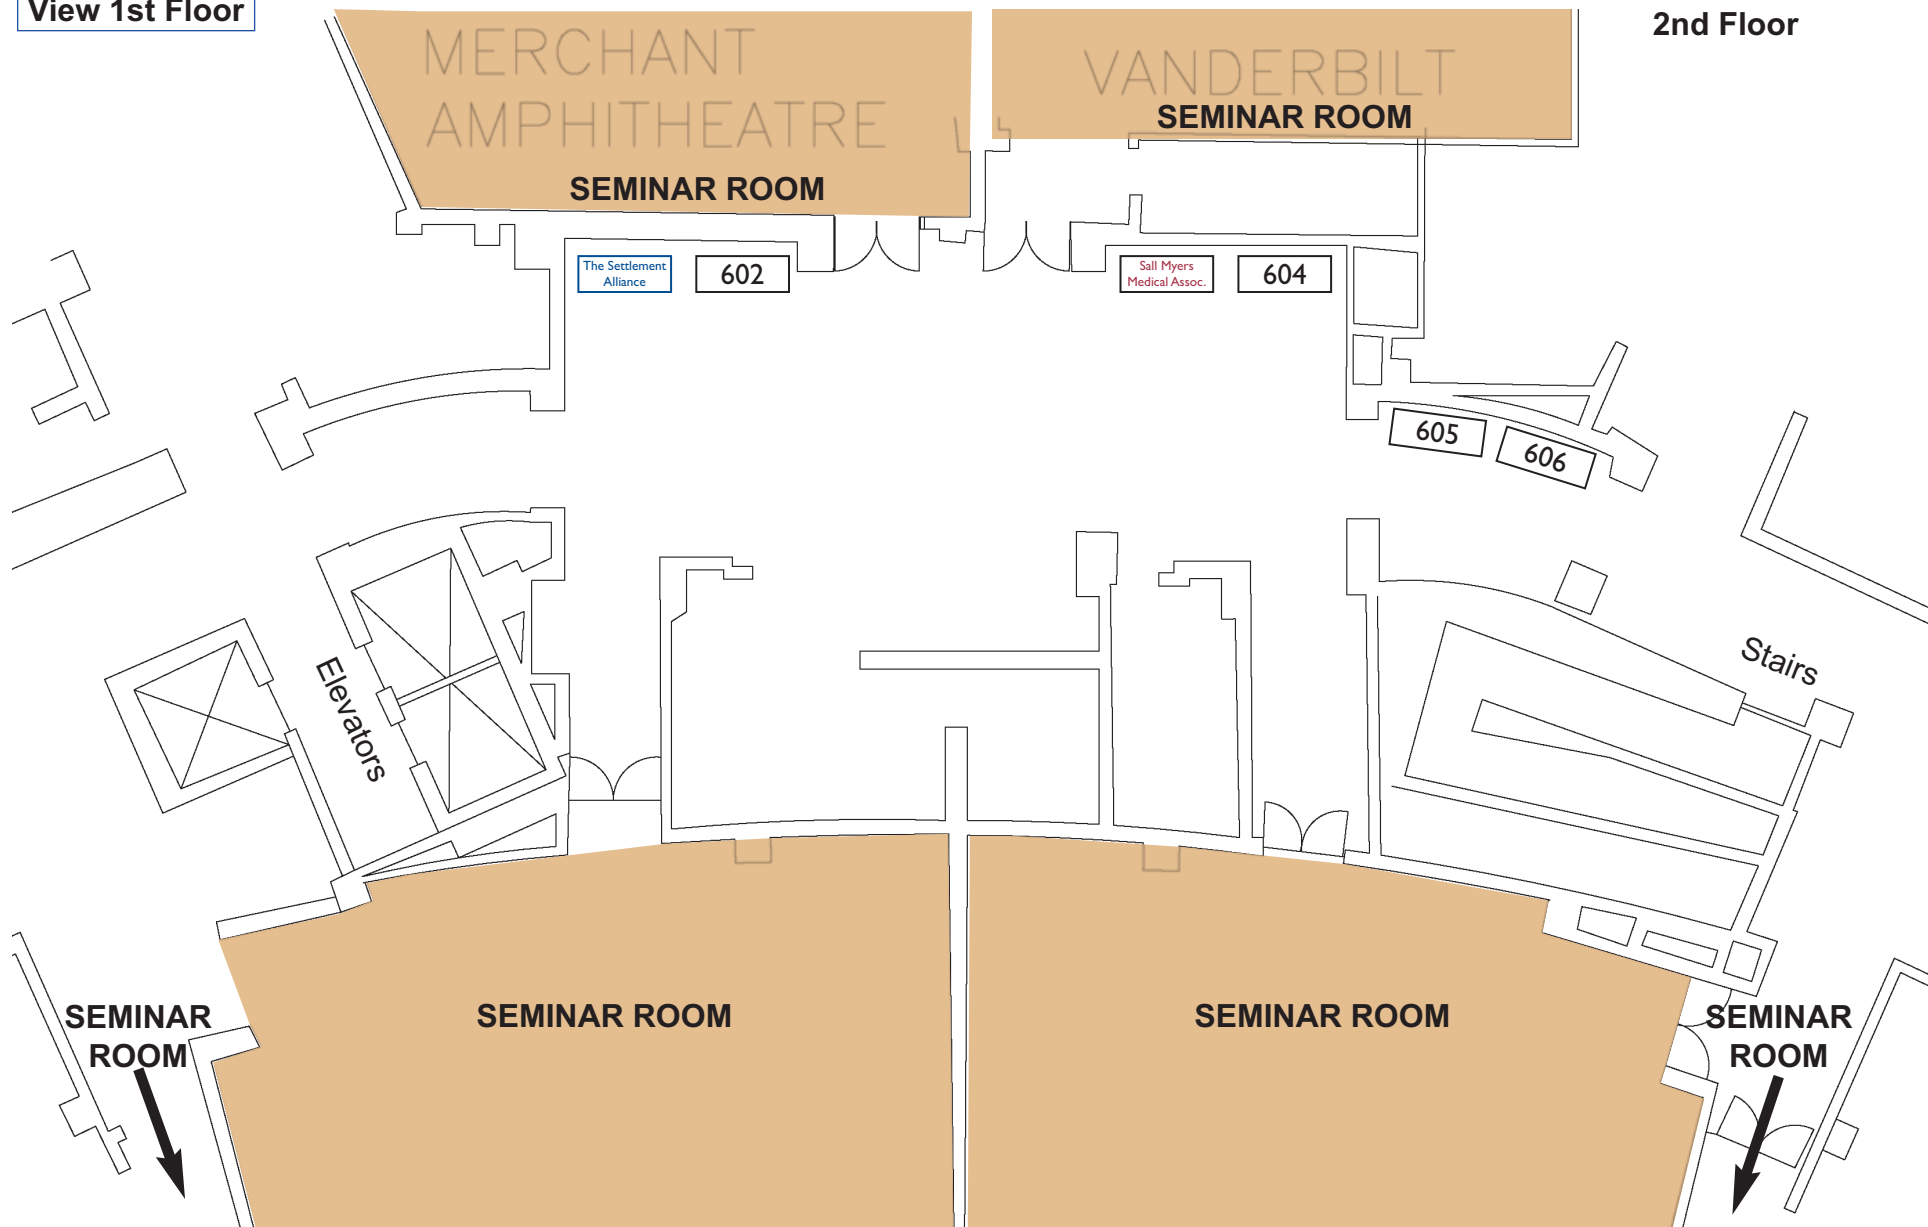 View 1st Floor
2nd Floor
MERCHANT
AMPHITHEATRE
SEMINAR ROOM
VANDERBILT
SEMINAR ROOM
The Settlement
Alliance
602
Sall Myers
Medical Assoc.
604
605
606
Elevators
Stairs
SEMINAR
ROOM
SEMINAR ROOM
SEMINAR ROOM
SEMINAR
ROOM